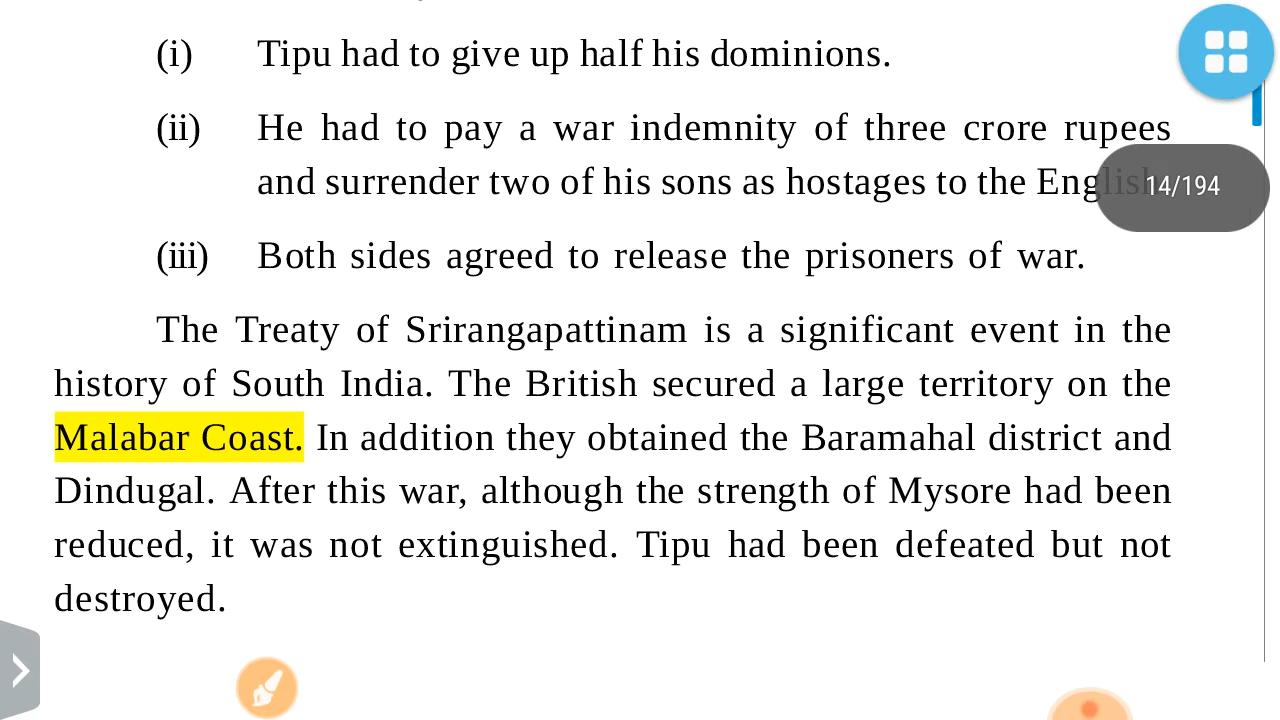 (i) Tipu had to give up half his dominions.
(ii) He had to pay a war indemnity of three crore rupees
and surrender two of his sons as hostages to the English
14/194
(iii) Both sides agreed to release the prisoners of war.
The Treaty of Srirangapattinam is a significant event in the
history of South India. The British secured a large territory on the
Malabar Coast. In addition they obtained the Baramahal district and
Dindugal. After this war, although the strength of Mysore had been
reduced, it was not extinguished. Tipu had been defeated but not
destroyed.